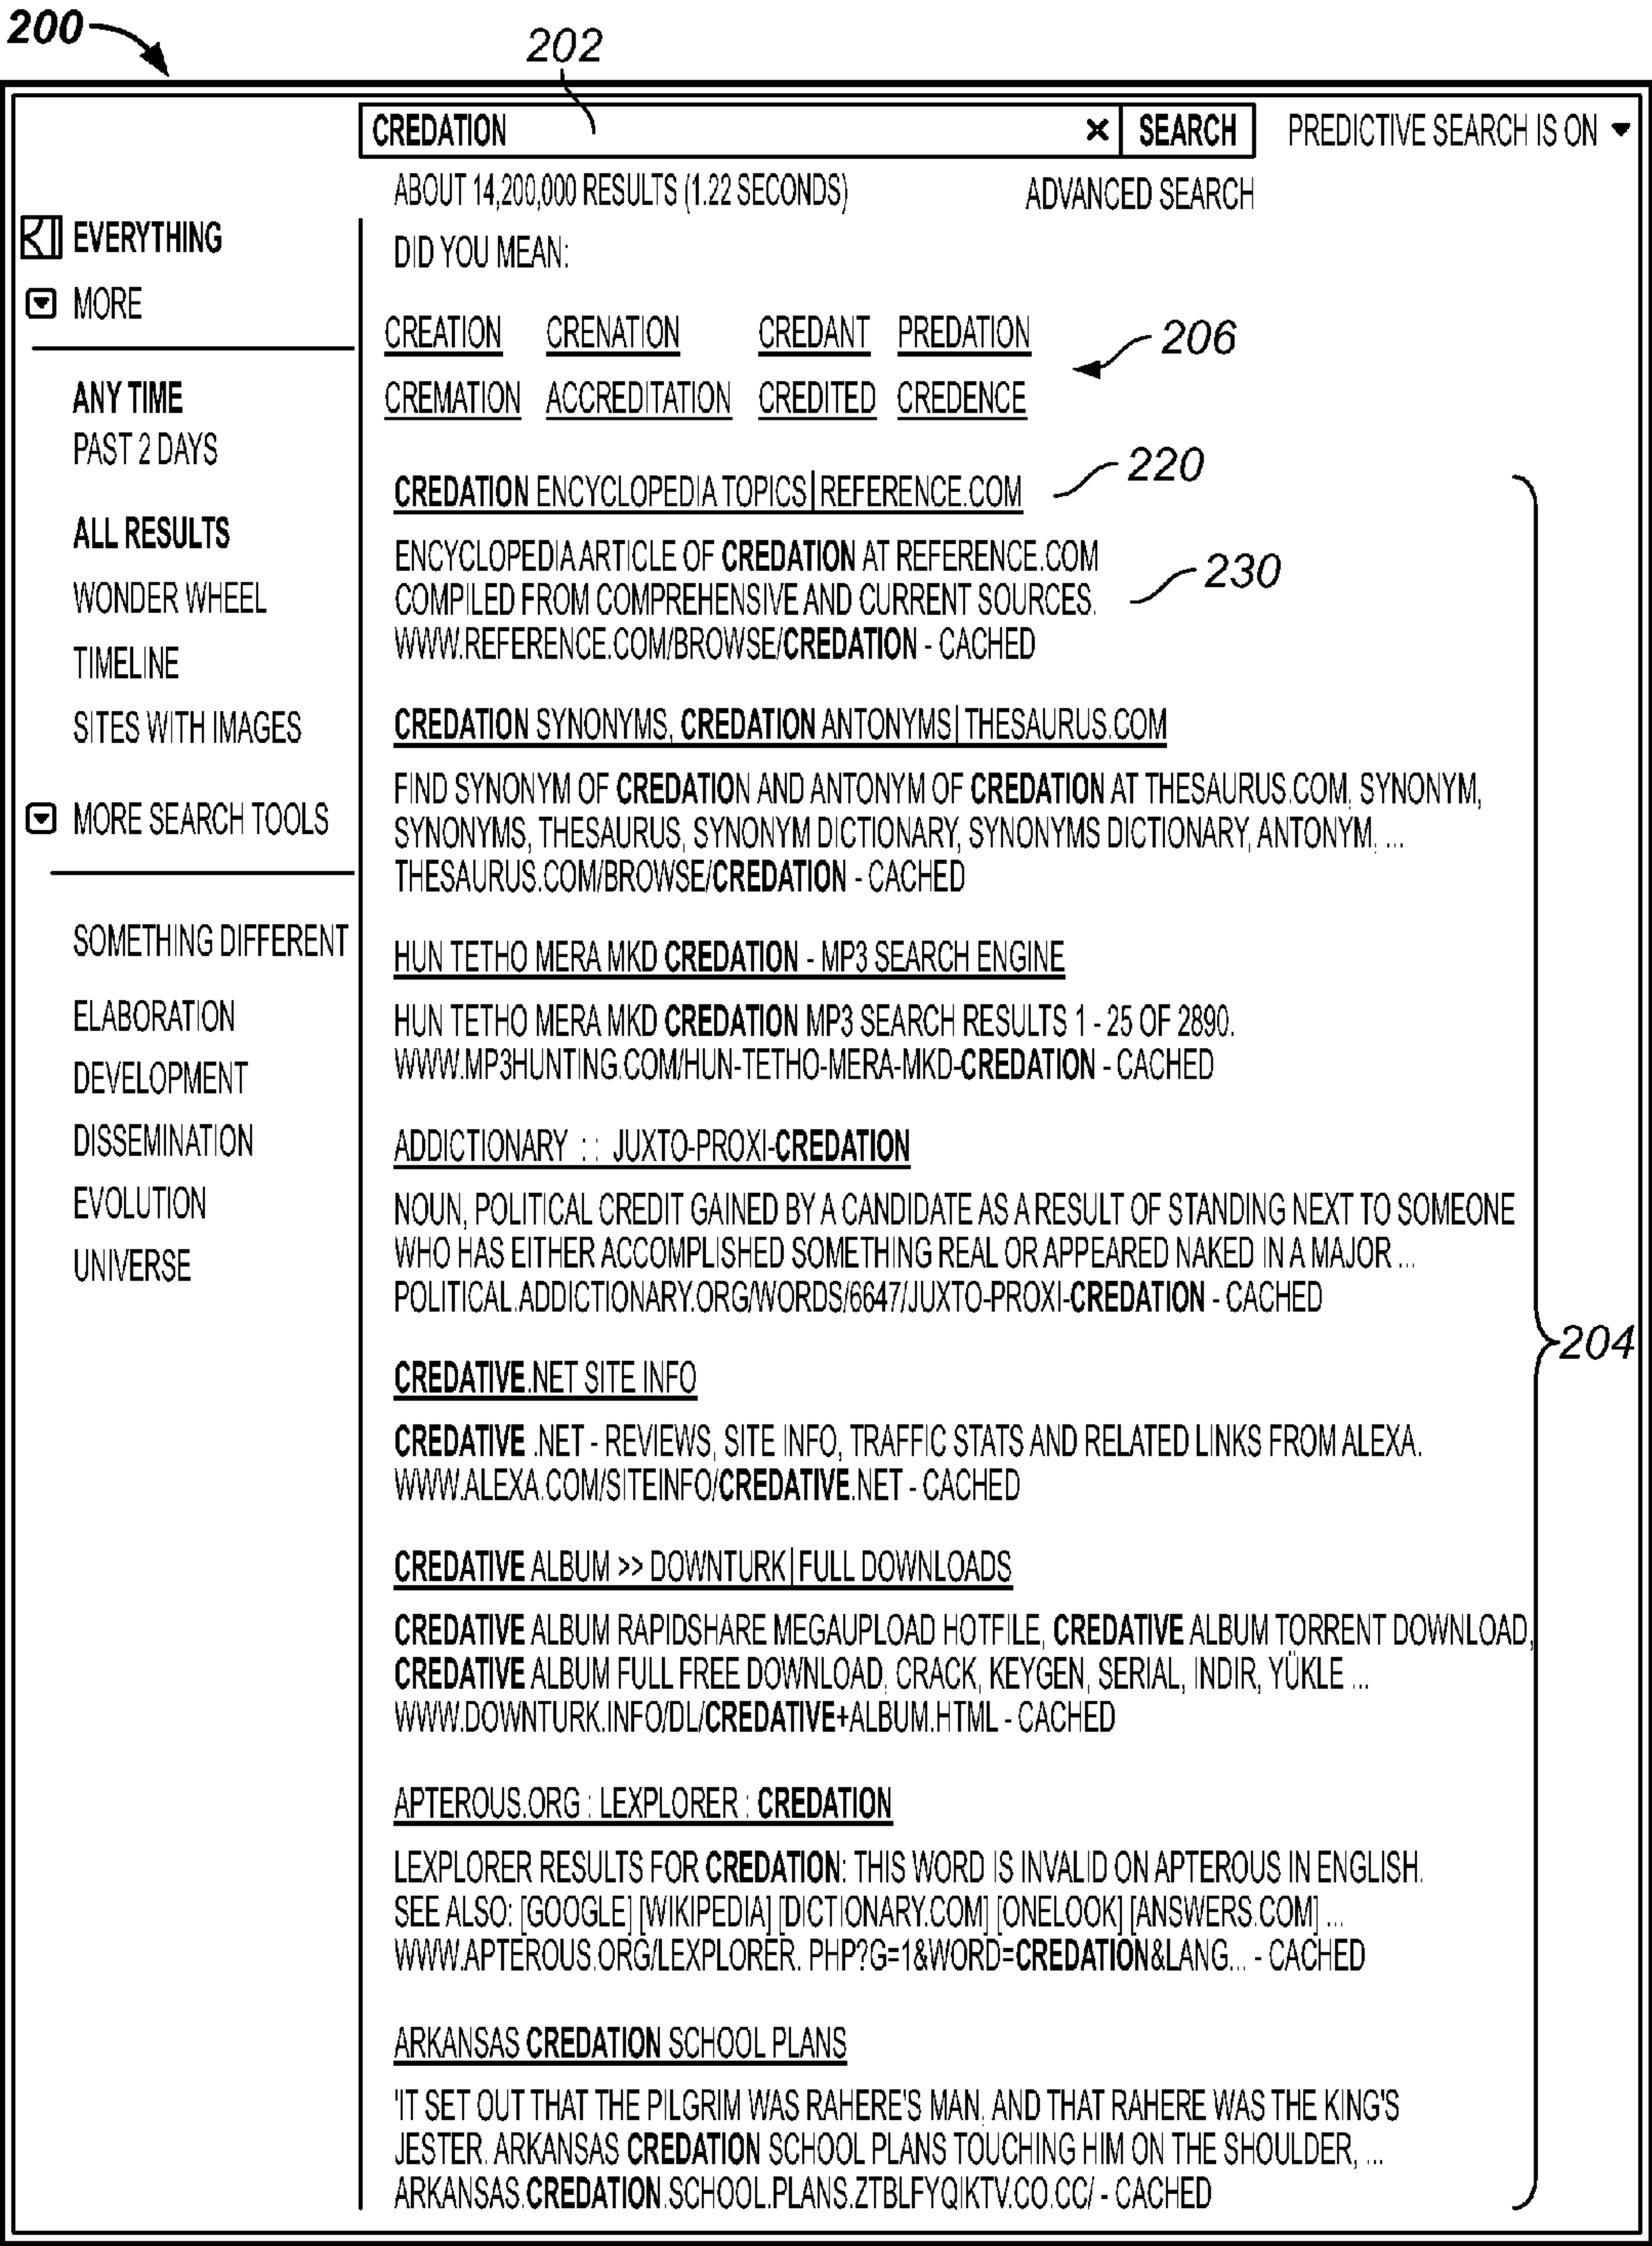 200
202
CREDATION × SEARCH PREDICTIVE SEARCH IS ON
ABOUT 14,200,000 RESULTS (1.22 SECONDS) ADVANCED SEARCH
EVERYTHING
MORE
ANY TIME
PAST 2 DAYS
ALL RESULTS
WONDER WHEEL
TIMELINE
SITES WITH IMAGES
MORE SEARCH TOOLS
SOMETHING DIFFERENT
ELABORATION
DEVELOPMENT
DISSEMINATION
EVOLUTION
UNIVERSE
DID YOU MEAN:
CREATION CRENATION CREDANT PREDATION
206
CREMATION ACCREDITATION CREDITED CREDENCE
CREDATION ENCYCLOPEDIA TOPICS|REFERENCE.COM
220
ENCYCLOPEDIA ARTICLE OF CREDATION AT REFERENCE.COM
COMPILED FROM COMPREHENSIVE AND CURRENT SOURCES.
230
WWW.REFERENCE.COM/BROWSE/CREDATION - CACHED
CREDATION SYNONYMS, CREDATION ANTONYMS|THESAURUS.COM
FIND SYNONYM OF CREDATION AND ANTONYM OF CREDATION AT THESAURUS.COM, SYNONYM,
SYNONYMS, THESAURUS, SYNONYM DICTIONARY, SYNONYMS DICTIONARY, ANTONYM, ...
THESAURUS.COM/BROWSE/CREDATION - CACHED
HUN TETHO MERA MKD CREDATION - MP3 SEARCH ENGINE
HUN TETHO MERA MKD CREDATION MP3 SEARCH RESULTS 1 - 25 OF 2890.
WWW.MP3HUNTING.COM/HUN-TETHO-MERA-MKD-CREDATION - CACHED
ADDICTIONARY :: JUXTO-PROXI-CREDATION
NOUN, POLITICAL CREDIT GAINED BY A CANDIDATE AS A RESULT OF STANDING NEXT TO SOMEONE
WHO HAS EITHER ACCOMPLISHED SOMETHING REAL OR APPEARED NAKED IN A MAJOR ...
POLITICAL.ADDICTIONARY.ORG/WORDS/6647/JUXTO-PROXI-CREDATION - CACHED
204
CREDATIVE.NET SITE INFO
CREDATIVE .NET - REVIEWS, SITE INFO, TRAFFIC STATS AND RELATED LINKS FROM ALEXA.
WWW.ALEXA.COM/SITEINFO/CREDATIVE.NET - CACHED
CREDATIVE ALBUM >> DOWNTURK|FULL DOWNLOADS
CREDATIVE ALBUM RAPIDSHARE MEGAUPLOAD HOTFILE, CREDATIVE ALBUM TORRENT DOWNLOAD,
CREDATIVE ALBUM FULL FREE DOWNLOAD, CRACK, KEYGEN, SERIAL, INDIR, YÜKLE ...
WWW.DOWNTURK.INFO/DL/CREDATIVE+ALBUM.HTML - CACHED
APTEROUS.ORG : LEXPLORER : CREDATION
LEXPLORER RESULTS FOR CREDATION: THIS WORD IS INVALID ON APTEROUS IN ENGLISH.
SEE ALSO: [GOOGLE] [WIKIPEDIA] [DICTIONARY.COM] [ONELOOK] [ANSWERS.COM] ...
WWW.APTEROUS.ORG/LEXPLORER. PHP?G=1&WORD=CREDATION&LANG... - CACHED
ARKANSAS CREDATION SCHOOL PLANS
'IT SET OUT THAT THE PILGRIM WAS RAHERE'S MAN, AND THAT RAHERE WAS THE KING'S
JESTER. ARKANSAS CREDATION SCHOOL PLANS TOUCHING HIM ON THE SHOULDER, ...
ARKANSAS.CREDATION.SCHOOL.PLANS.ZTBLFYQIKTV.CO.CC/ - CACHED